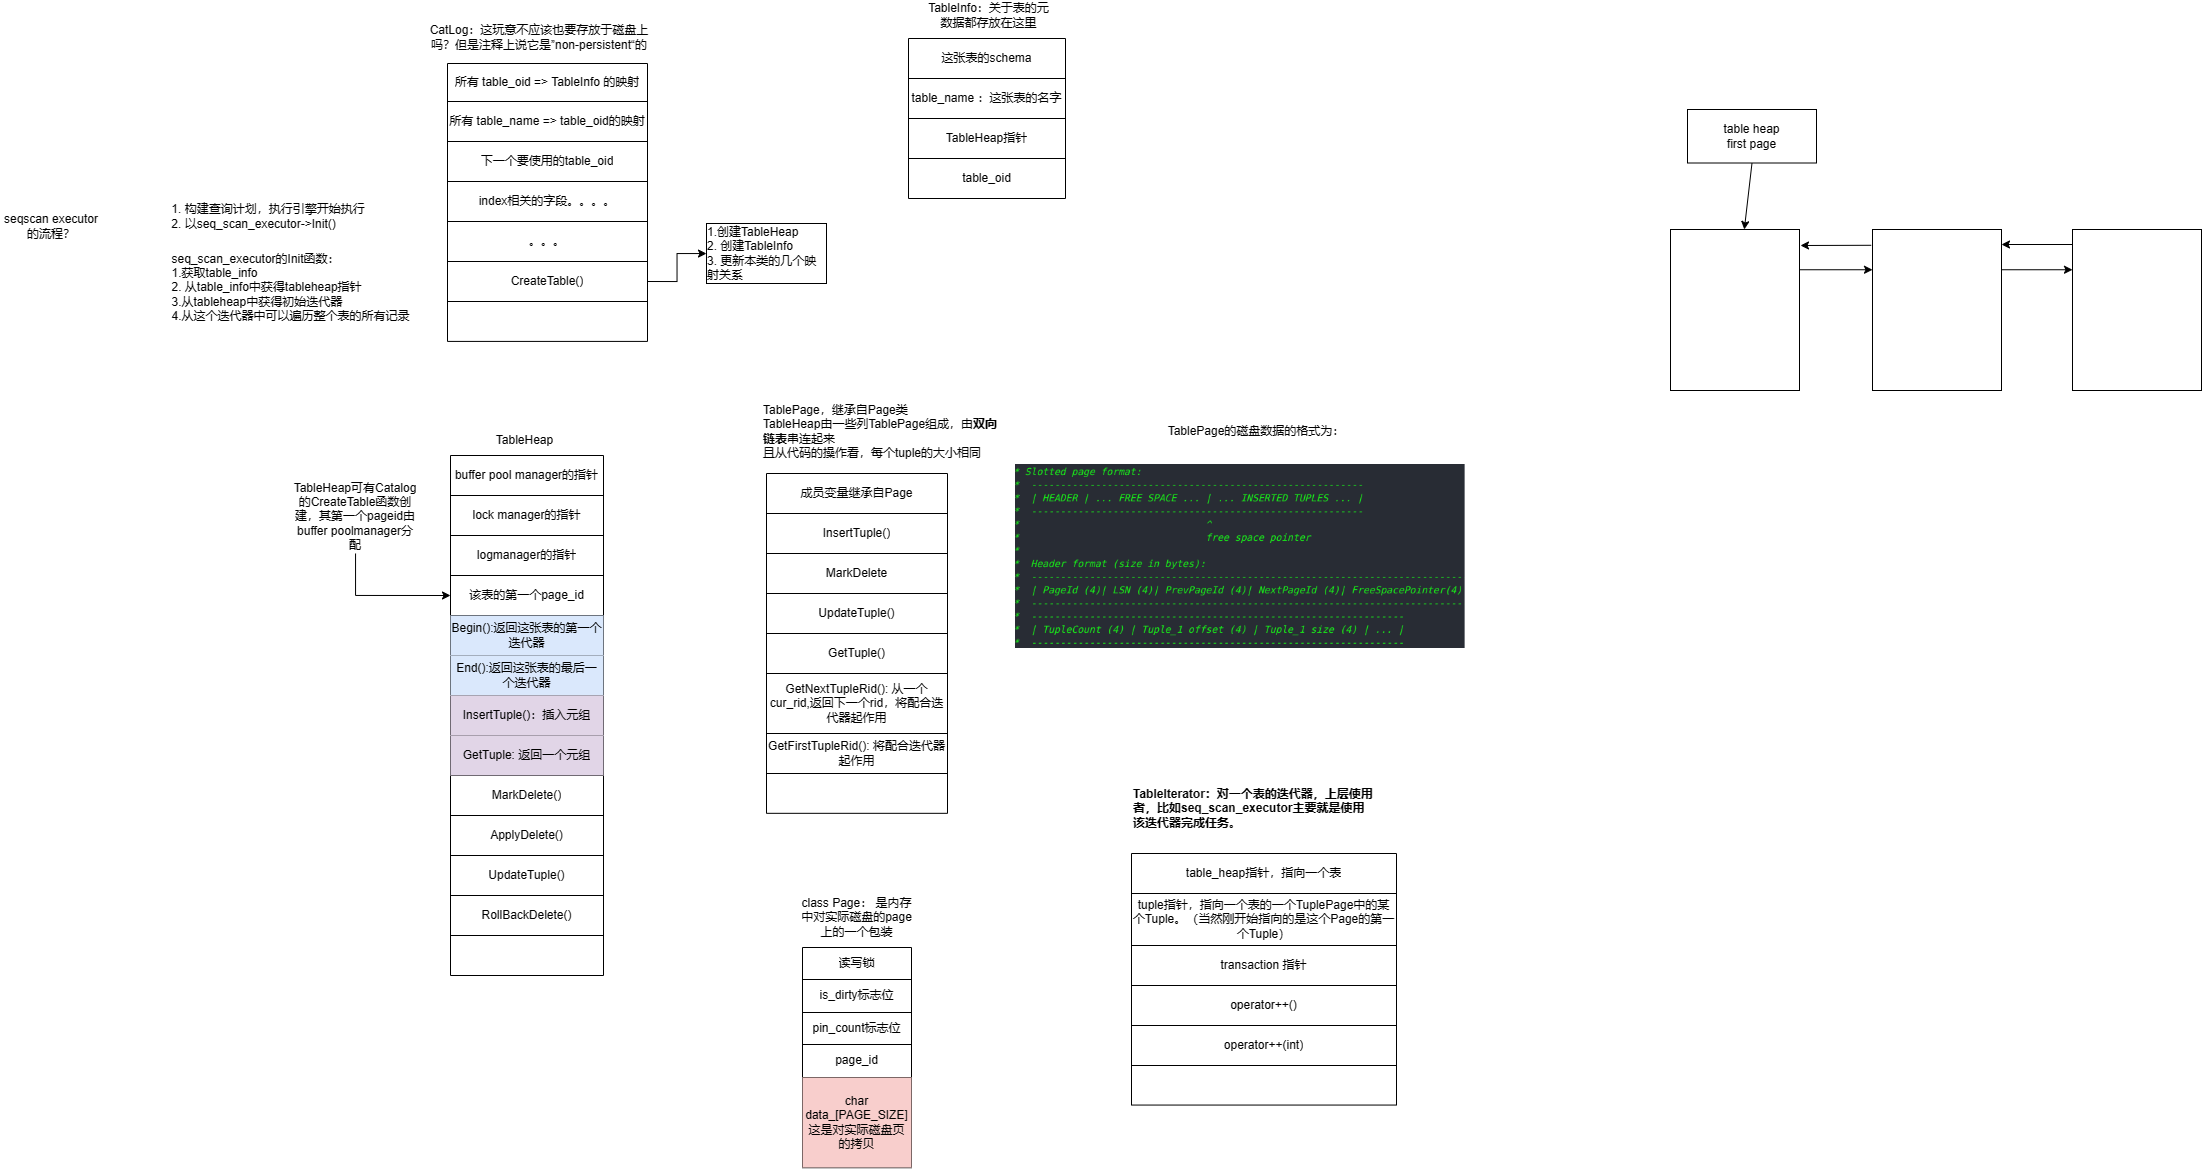 TableInfo：关于表的元
数据都存放在这里
这张表的schema
table_name ：这张表的名字
TableHeap指针
table_oid
CatLog：这玩意不应该也要存放于磁盘上
吗？但是注释上说它是”non-persistent“的
所有 table_oid => TableInfo 的映射
所有 table_name => table_oid的映射
下一个要使用的table_oid
index相关的字段。。。。
。。。
CreateTable()
1.创建TableHeap
2. 创建TableInfo
3. 更新本类的几个映
射关系
table heap
first page
seqscan executor
的流程？
1. 构建查询计划，执行引擎开始执行
2. 以seq_scan_executor->Init()
seq_scan_executor的Init函数：
1.获取table_info
2. 从table_info中获得tableheap指针
3.从tableheap中获得初始迭代器
4.从这个迭代器中可以遍历整个表的所有记录
TableHeap
buffer pool manager的指针
lock manager的指针
logmanager的指针
该表的第一个page_id
Begin():返回这张表的第一个
迭代器
End():返回这张表的最后一
个迭代器
InsertTuple()：插入元组
GetTuple: 返回一个元组
MarkDelete()
ApplyDelete()
UpdateTuple()
RollBackDelete()
TableHeap可有Catalog
的CreateTable函数创
建，其第一个pageid由
buffer poolmanager分
配
TablePage，继承自Page类
TableHeap由一些列TablePage组成，由双向
链表串连起来
且从代码的操作看，每个tuple的大小相同
成员变量继承自Page
InsertTuple()
MarkDelete
UpdateTuple()
GetTuple()
GetNextTupleRid(): 从一个
cur_rid,返回下一个rid，将配合迭
代器起作用
GetFirstTupleRid(): 将配合迭代器
起作用
TablePage的磁盘数据的格式为：
* Slotted page format:
* ---------------------------------------------------------
* | HEADER | ... FREE SPACE ... | ... INSERTED TUPLES ... |
* ---------------------------------------------------------
* ^
* free space pointer
*
* Header format (size in bytes):
* ----------------------------------------------------------------------------
* | PageId (4)| LSN (4)| PrevPageId (4)| NextPageId (4)| FreeSpacePointer(4)
* ----------------------------------------------------------------------------
* ----------------------------------------------------------------
* | TupleCount (4) | Tuple_1 offset (4) | Tuple_1 size (4) | ... |
* ----------------------------------------------------------------
TableIterator：对一个表的迭代器，上层使用
者，比如seq_scan_executor主要就是使用
该迭代器完成任务。
table_heap指针，指向一个表
tuple指针，指向一个表的一个TuplePage中的某
个Tuple。（当然刚开始指向的是这个Page的第一
个Tuple）
transaction 指针
operator++()
operator++(int)
class Page： 是内存
中对实际磁盘的page
上的一个包装
读写锁
is_dirty标志位
pin_count标志位
page_id
char
data_[PAGE_SIZE]
这是对实际磁盘页
的拷贝